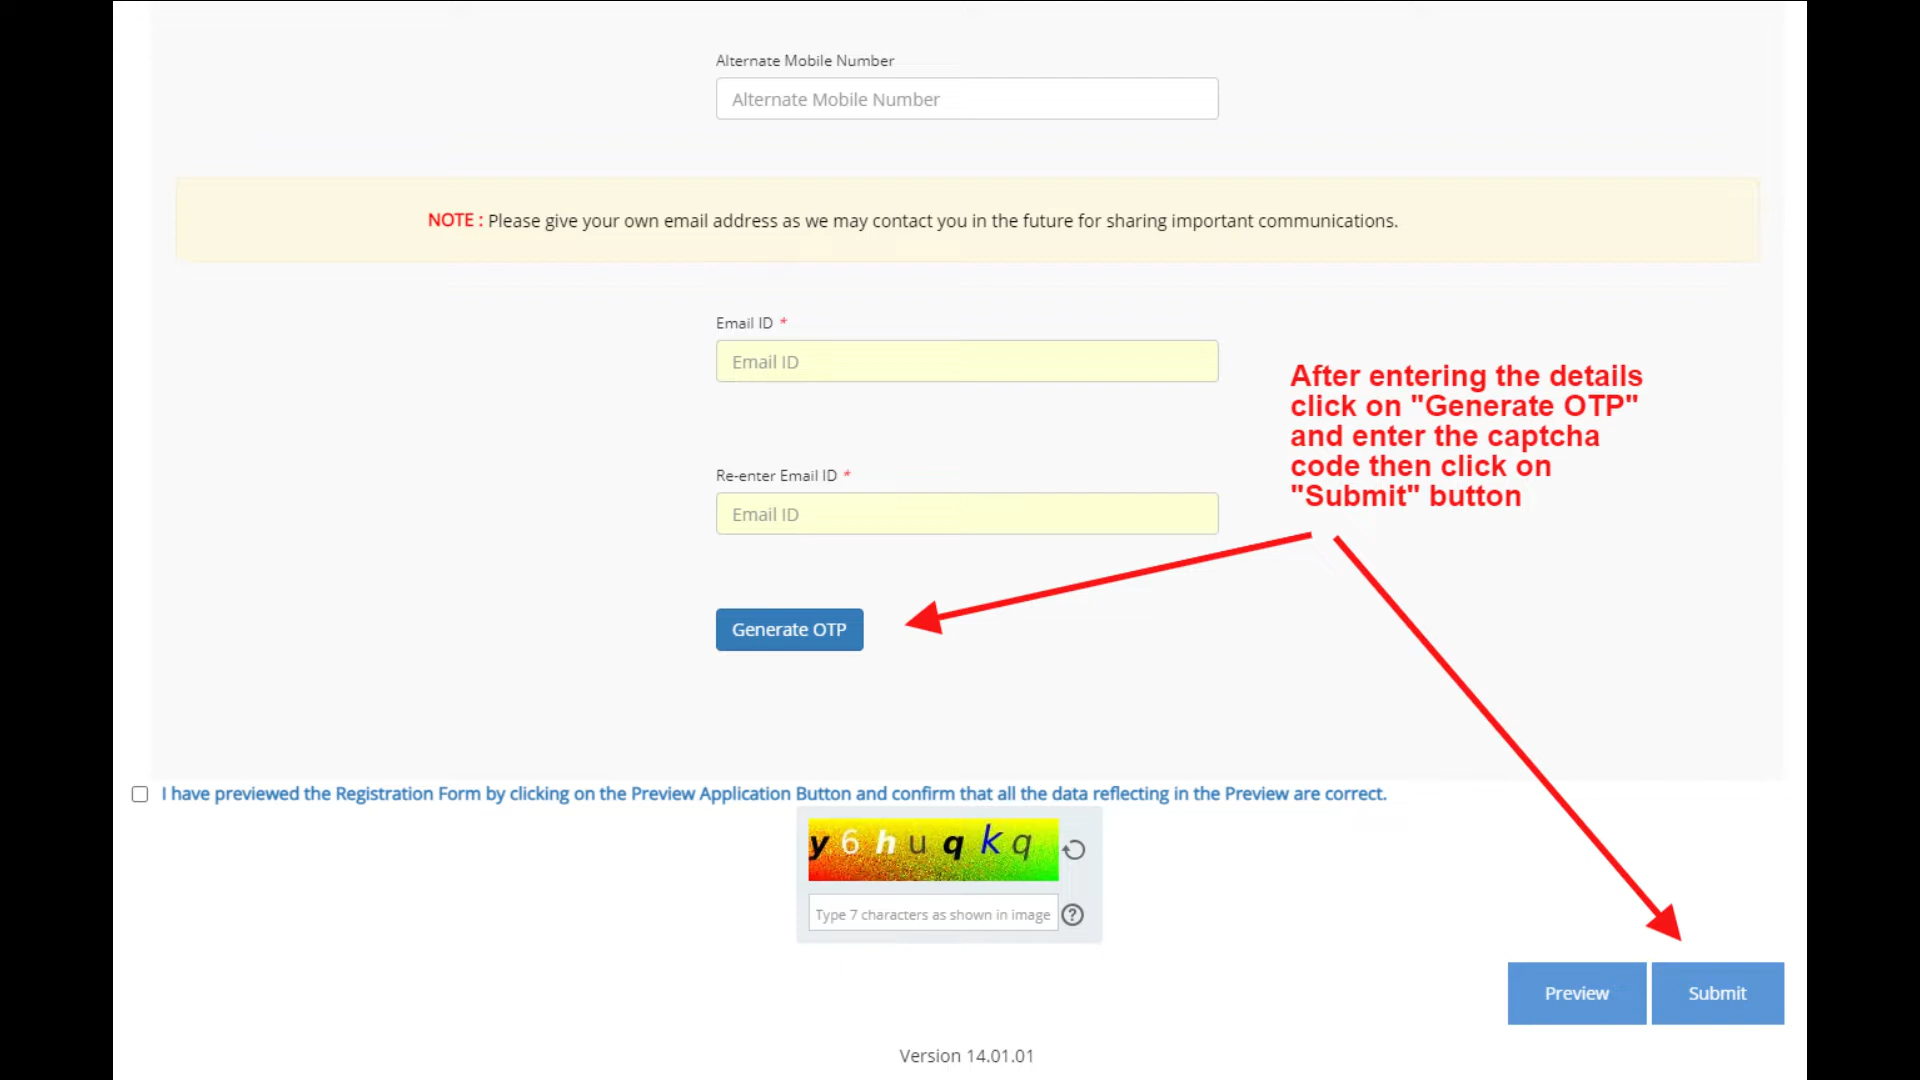 Alternate Mobile Number
Alternate Mobile Number
NOTE : Please give your own email address as we may contact you in the future for sharing important communications.
Email ID *
Email ID
Re-enter Email ID *
Email ID
After entering the details
click on "Generate OTP"
and enter the captcha
code then click on
"Submit" button
Generate OTP
I have previewed the Registration Form by clicking on the Preview Application Button and confirm that all the data reflecting in the Preview are correct.
y6huqkq
Type 7 characters as shown in image
?
Preview
Submit
Version 14.01.01